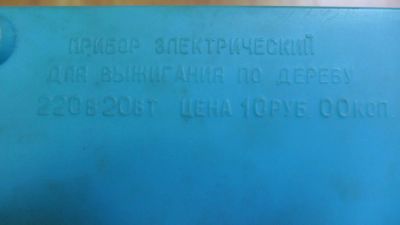 ПРИБОР ЭЛЕКТРИЧЕСКИЙ
ДЛЯ ВЫЖИГАНИЯ ПО ДЕРЕВУ
220В 20ВТ ЦЕНА 10РУБ. 00КОП.